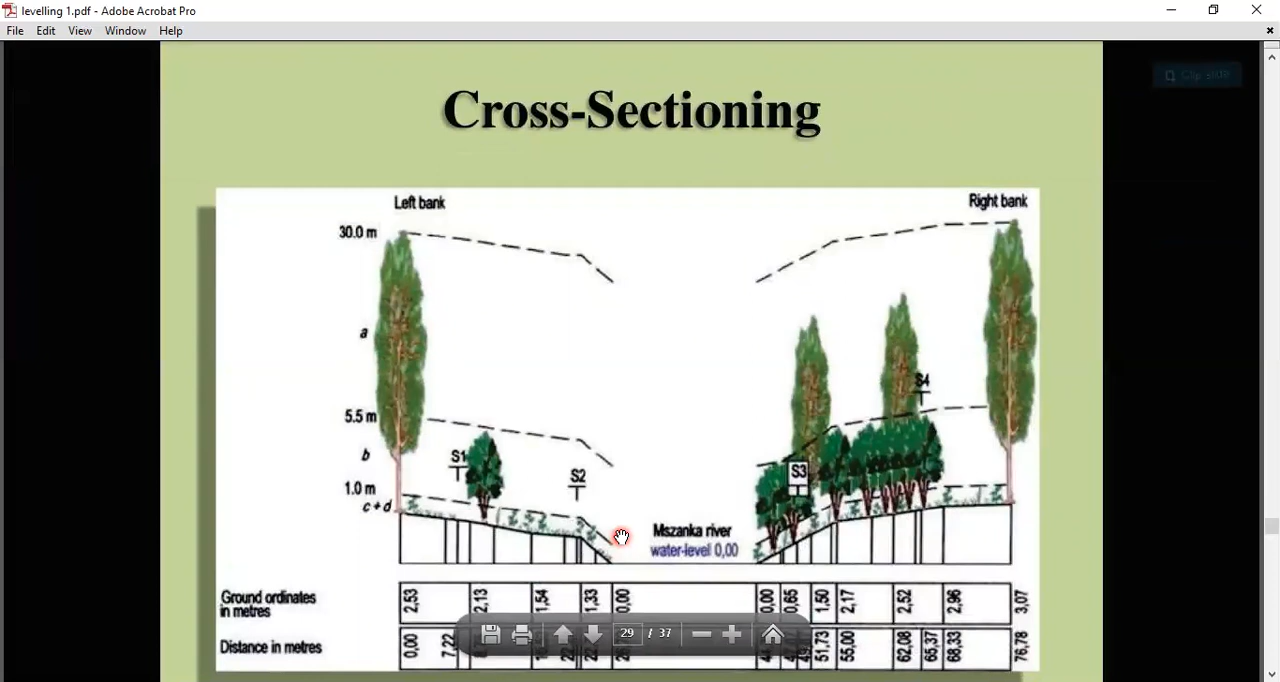 levelling 1.pdf - Adobe Acrobat Pro
File Edit View Window Help
Cross-Sectioning
Left bank
Right bank
30.0 m
a
5.5 m
b
1.0 m
c + d
S1
S2
S3
S4
Mszanka river
water-level 0,00
Ground ordinates
in metres
2,53 2,13 1,54 1,33 0,00 0,00 0,65 1,50 2,17 2,52 2,96 3,07
Distance in metres
0,00 7,22 51,73 55,00 62,08 65,37 68,33 76,78
29 / 37